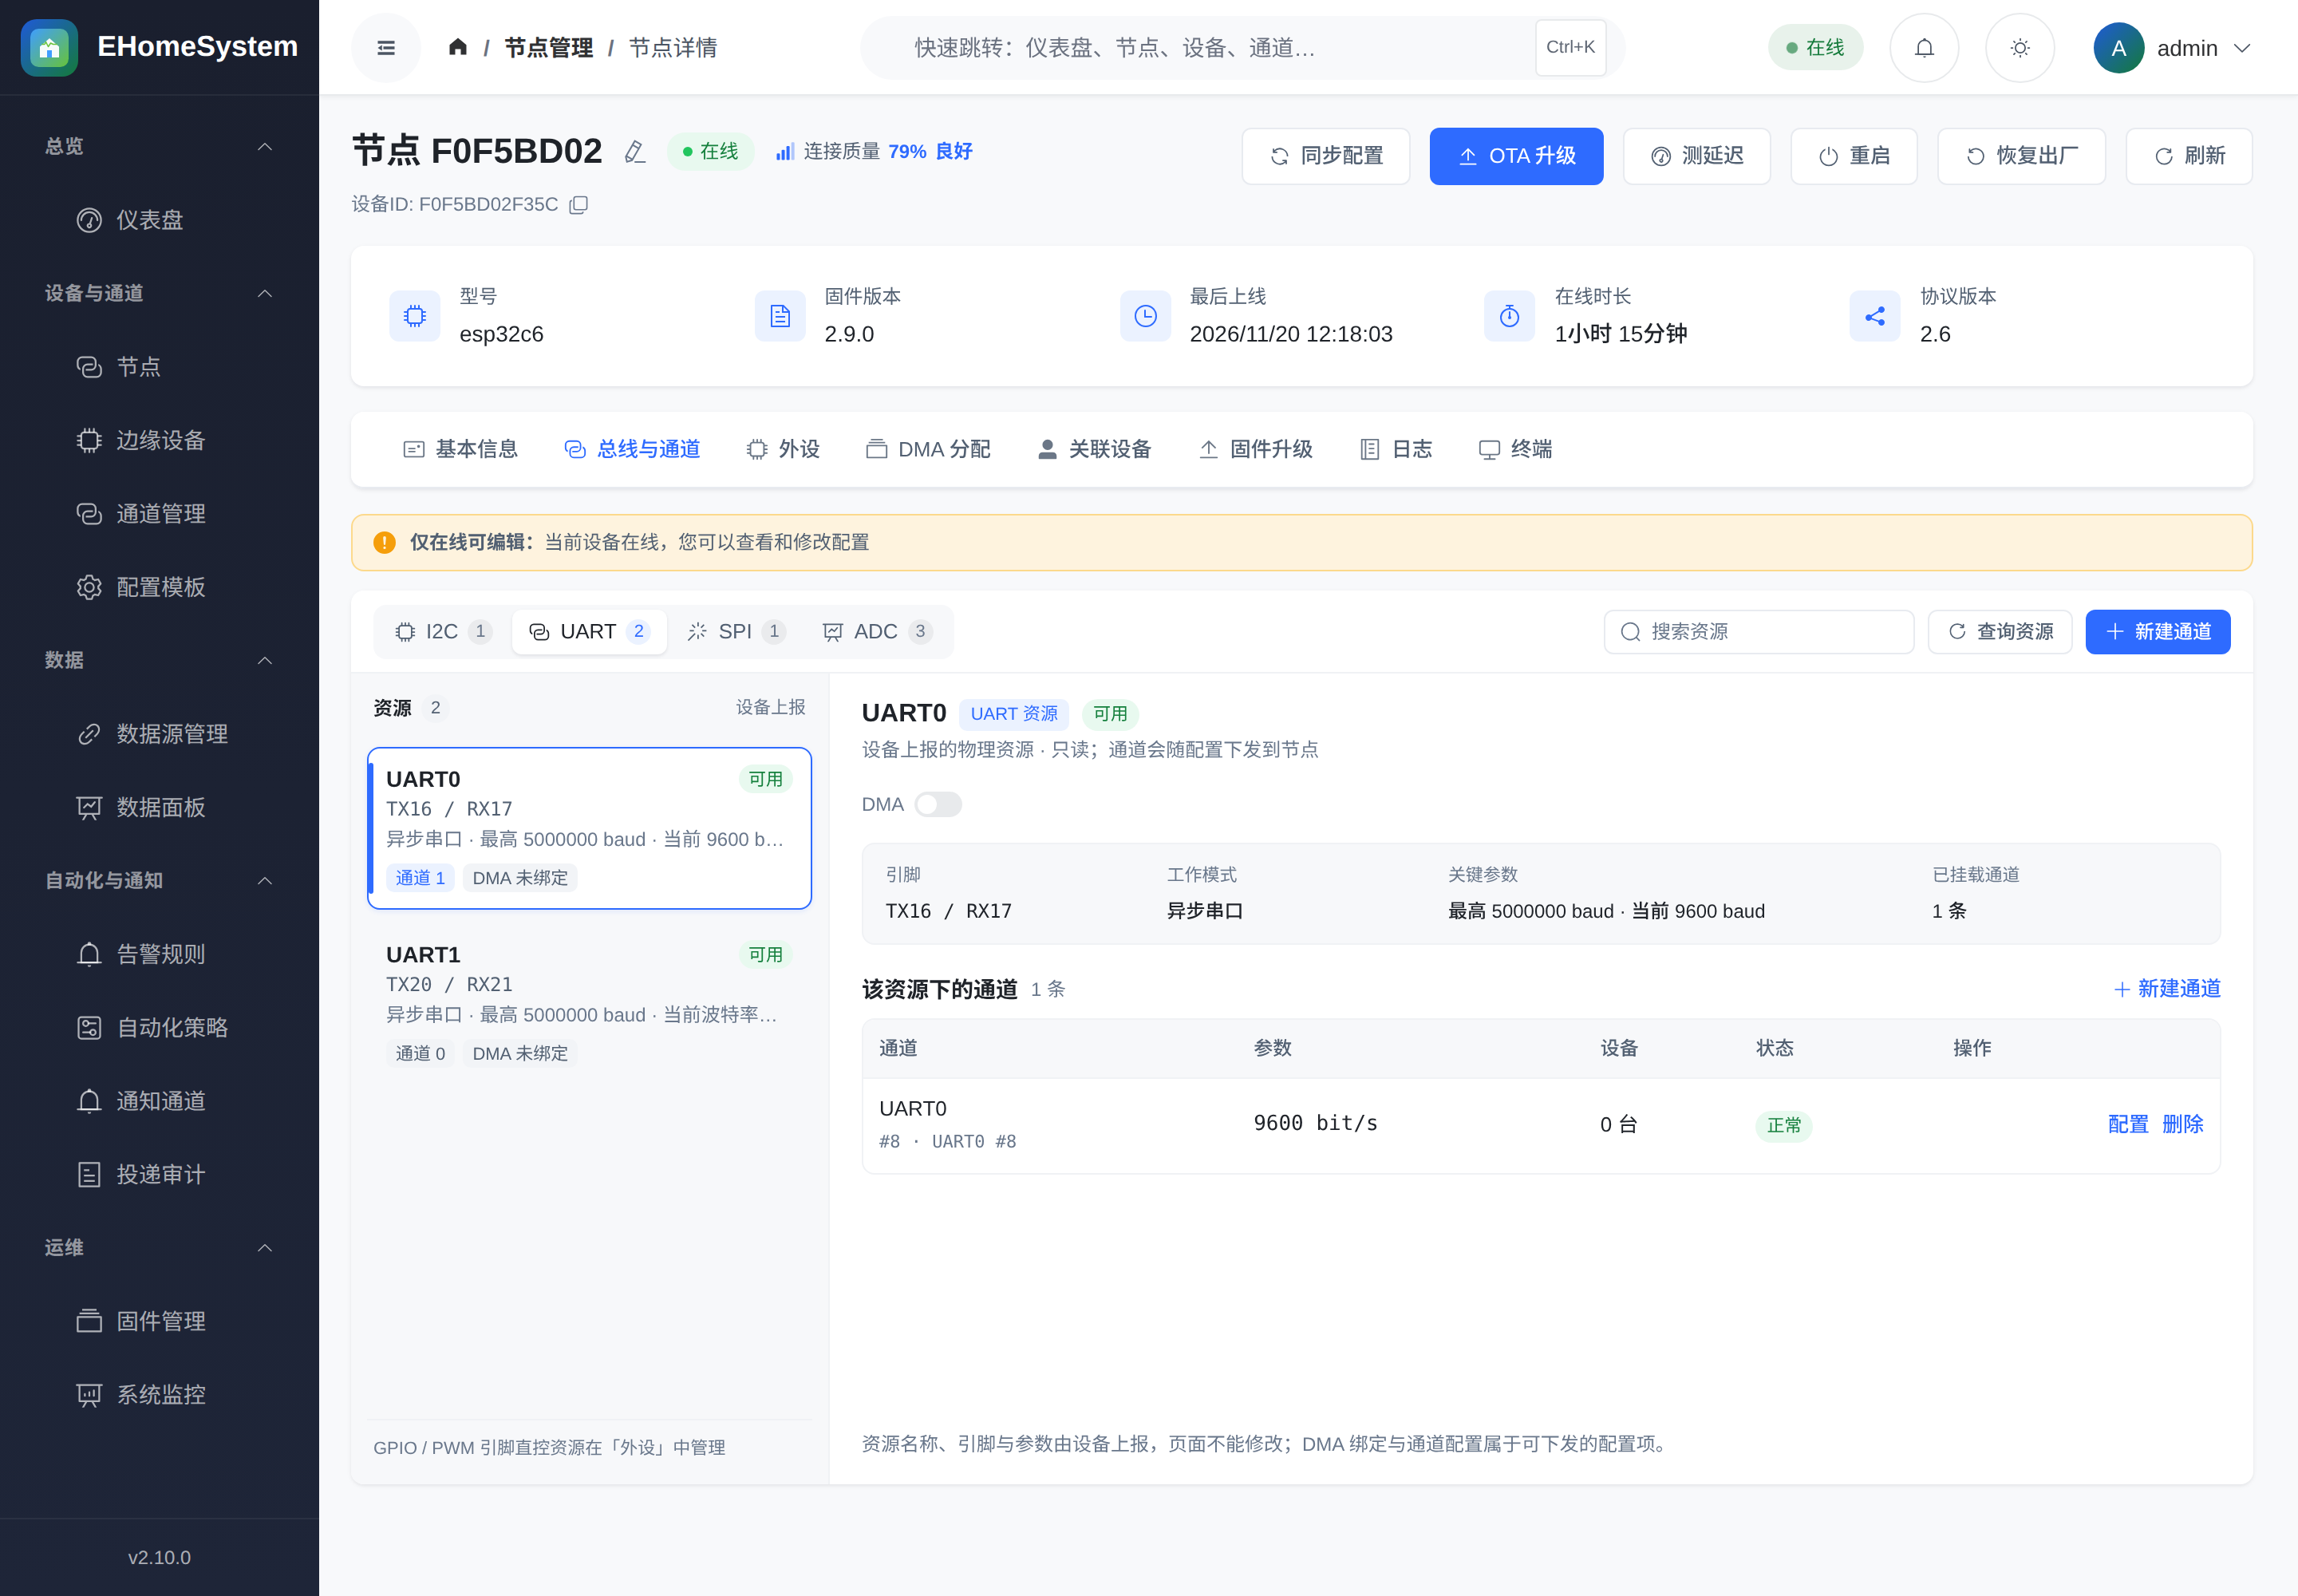 EHomeSystem
/ 节点管理 / 节点详情
快速跳转：仪表盘、节点、设备、通道…
Ctrl+K
在线
A admin
总览
仪表盘
设备与通道
节点
边缘设备
通道管理
配置模板
数据
数据源管理
数据面板
自动化与通知
告警规则
自动化策略
通知通道
投递审计
运维
固件管理
系统监控
v2.10.0
节点 F0F5BD02
在线
连接质量 79% 良好
设备ID: F0F5BD02F35C
同步配置
OTA 升级
测延迟
重启
恢复出厂
刷新
型号
esp32c6
固件版本
2.9.0
最后上线
2026/11/20 12:18:03
在线时长
1小时 15分钟
协议版本
2.6
基本信息
总线与通道
外设
DMA 分配
关联设备
固件升级
日志
终端
仅在线可编辑：当前设备在线，您可以查看和修改配置
I2C 1
UART 2
SPI 1
ADC 3
搜索资源
查询资源
新建通道
资源 2
设备上报
UART0
可用
TX16 / RX17
异步串口 · 最高 5000000 baud · 当前 9600 b…
通道 1
DMA 未绑定
UART1
可用
TX20 / RX21
异步串口 · 最高 5000000 baud · 当前波特率…
通道 0
DMA 未绑定
GPIO / PWM 引脚直控资源在「外设」中管理
UART0
UART 资源
可用
设备上报的物理资源 · 只读；通道会随配置下发到节点
DMA
引脚
TX16 / RX17
工作模式
异步串口
关键参数
最高 5000000 baud · 当前 9600 baud
已挂载通道
1 条
该资源下的通道 1 条
新建通道
通道 参数 设备 状态 操作
UART0
#8 · UART0 #8
9600 bit/s
0 台
正常
配置 删除
资源名称、引脚与参数由设备上报，页面不能修改；DMA 绑定与通道配置属于可下发的配置项。